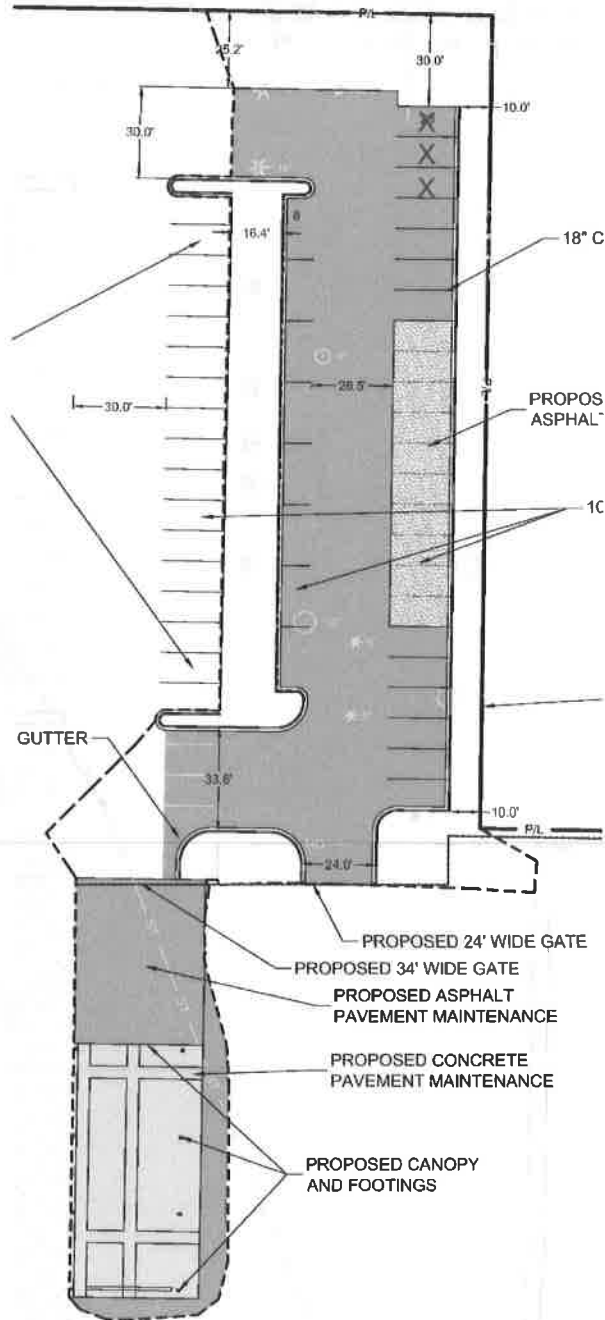 P/L
25.2'
30.0'
10.0'
30.0'
X
X
X
8
16.4'
18" C
30.0'
26.5'
PROPOS
ASPHALT
10
GUTTER
33.6'
10.0'
P/L
24.0'
PROPOSED 24' WIDE GATE
PROPOSED 34' WIDE GATE
PROPOSED ASPHALT
PAVEMENT MAINTENANCE
PROPOSED CONCRETE
PAVEMENT MAINTENANCE
PROPOSED CANOPY
AND FOOTINGS